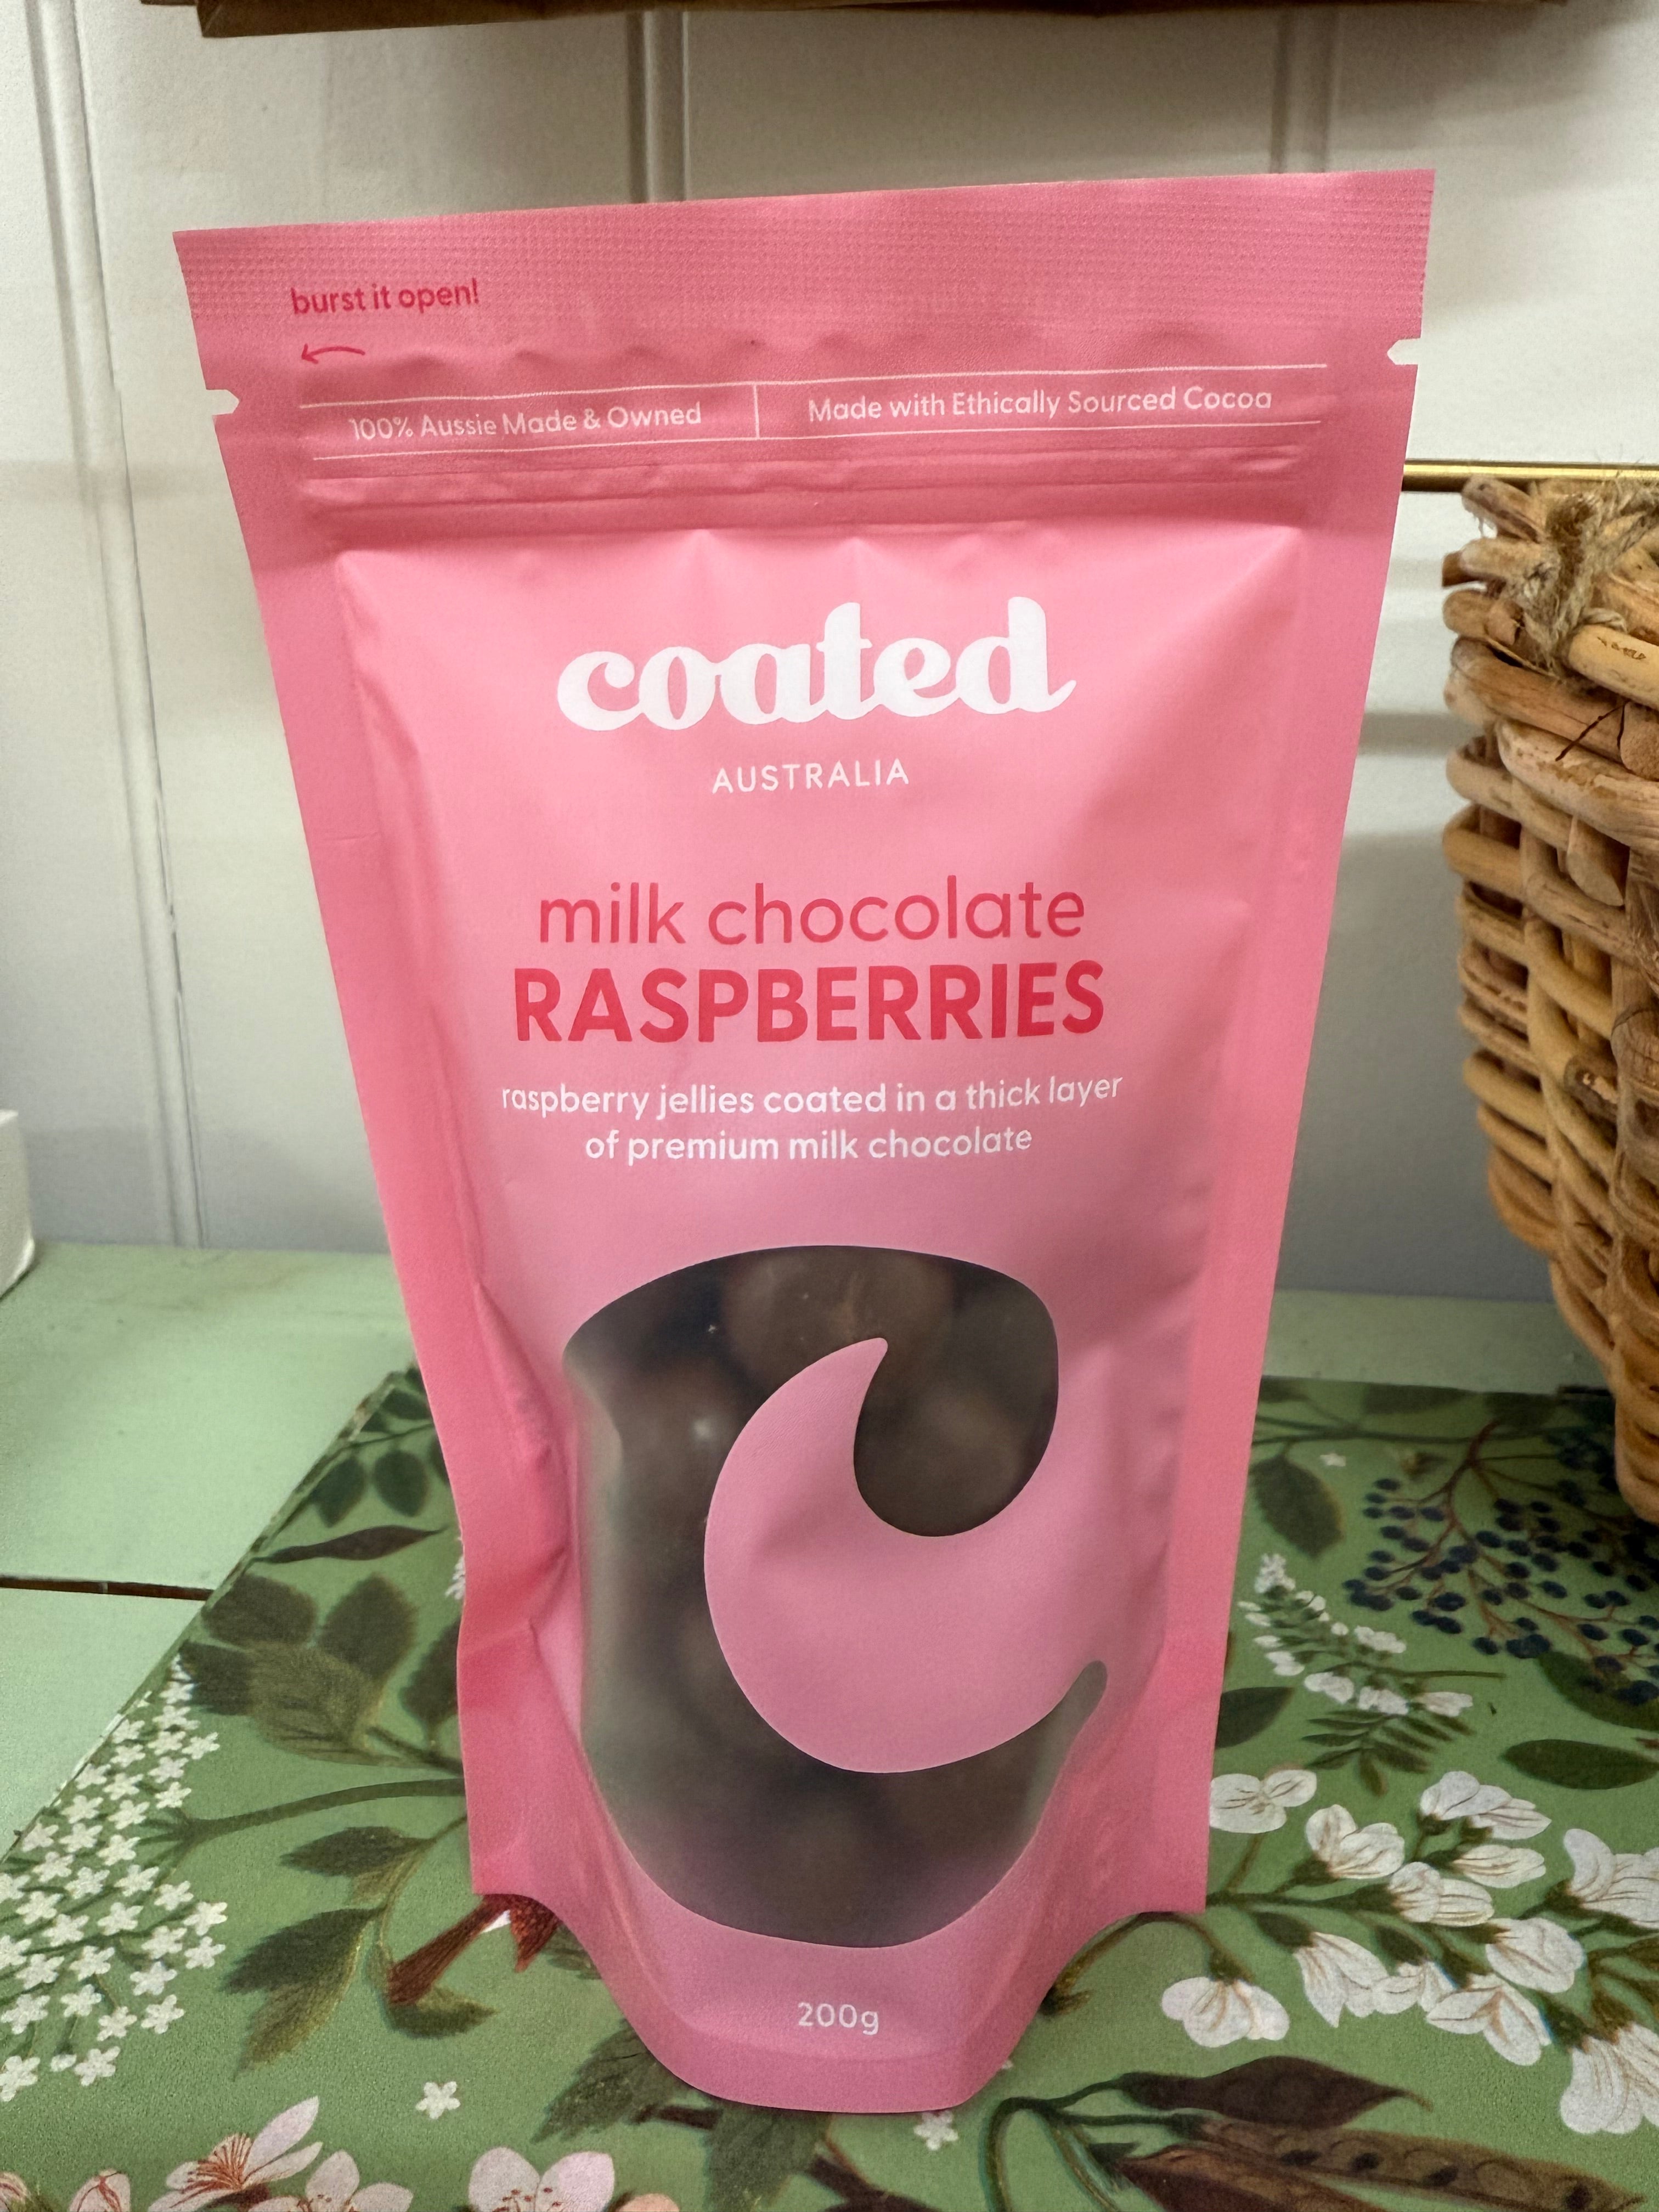 burst it open!
100% Aussie Made & Owned
Made with Ethically Sourced Cocoa
coated
AUSTRALIA
milk chocolate
RASPBERRIES
raspberry jellies coated in a thick layer
of premium milk chocolate
200g